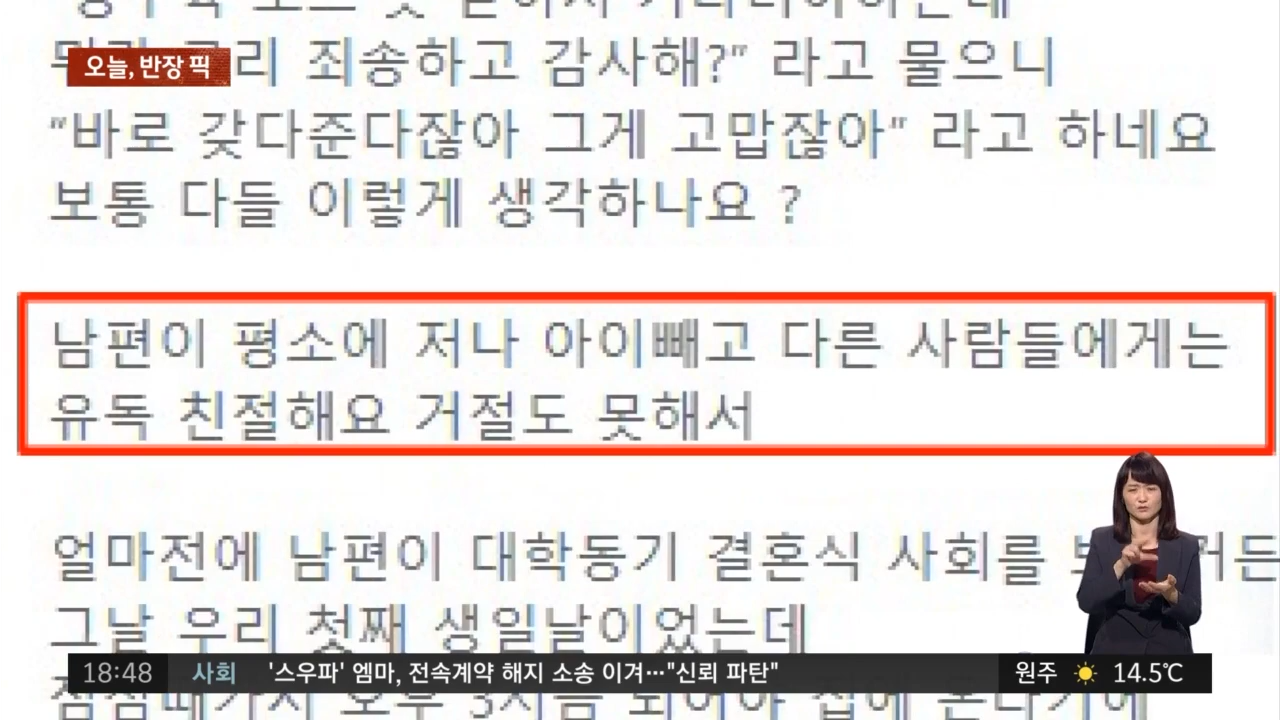 오늘, 반장 픽
죄송하고 감사해?" 라고 물으니
"바로 갖다준다잖아 그게 고맙잖아" 라고 하네요
보통 다들 이렇게 생각하나요 ?
남편이 평소에 저나 아이빼고 다른 사람들에게는
유독 친절해요 거절도 못해서
얼마전에 남편이 대학동기 결혼식 사회를
그날 우리 첫째 생일날이었는데
18:48 사회 '스우파' 엠마, 전속계약 해지 소송 이겨…"신뢰 파탄" 원주 14.5℃